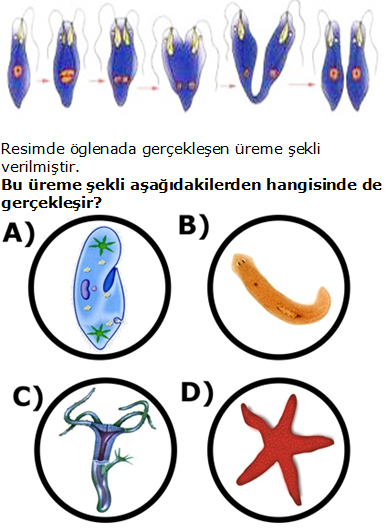 Resimde öglenada gerçekleşen üreme şekli
verilmiştir.
Bu üreme şekli aşağıdakilerden hangisinde de
gerçekleşir?
A)
B)
C)
D)